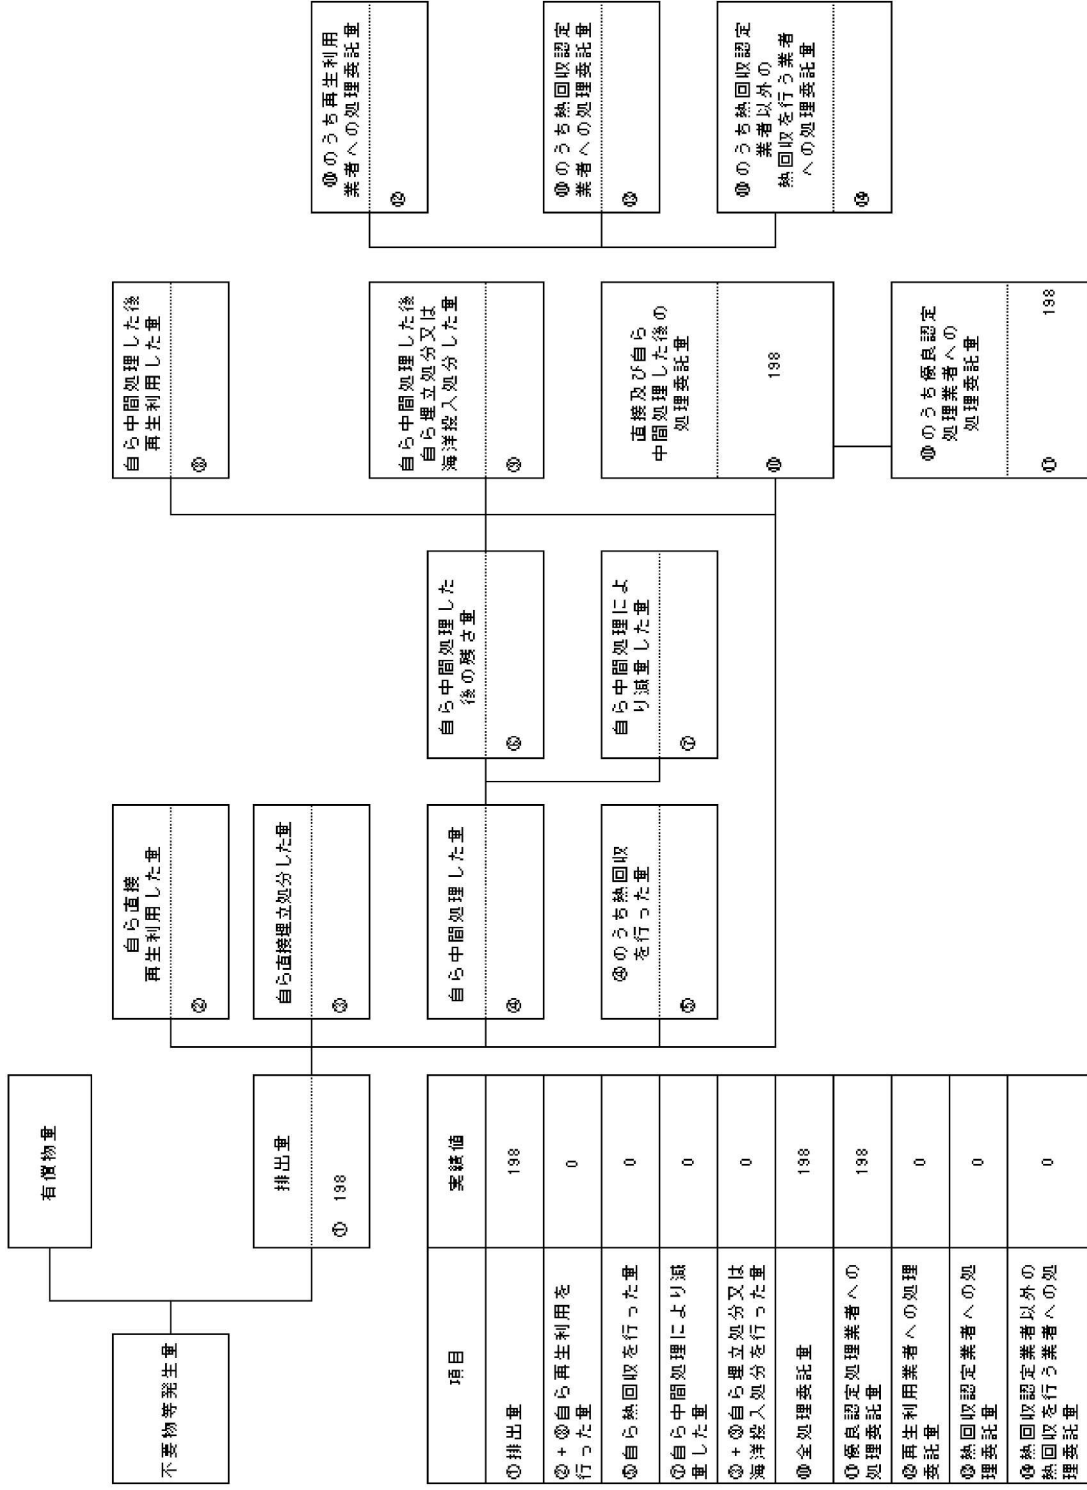 不要物等発生量
有償物量
排出量
① 198
自ら直接
再生利用した量
②
自ら直接埋立処分した量
③
自ら中間処理した量
④
④のうち熱回収
を行った量
⑤
自ら中間処理した
後の残さ量
⑥
自ら中間処理によ
り減量した量
⑦
自ら中間処理した後
再生利用した量
⑧
自ら中間処理した後
自ら埋立処分又は
海洋投入処分した量
⑨
直接及び自ら
中間処理した後の
処理委託量
⑩ 198
⑩のうち優良認定
処理業者への
処理委託量
⑪ 198
⑩のうち再生利用
業者への処理委託量
⑫
⑩のうち熱回収認定
業者への処理委託量
⑬
⑩のうち熱回収認定
業者以外の
熱回収を行う業者
への処理委託量
⑭
項目 実績値
①排出量 198
②+⑧自ら再生利用を
行った量 0
⑤自ら熱回収を行った量 0
⑦自ら中間処理により減
量した量 0
③+⑨自ら埋立処分又は
海洋投入処分を行った量 0
⑩全処理委託量 198
⑪優良認定処理業者への
処理委託量 198
⑫再生利用業者への処理
委託量 0
⑬熱回収認定業者への処
理委託量 0
⑭熱回収認定業者以外の
熱回収を行う業者への処
理委託量 0